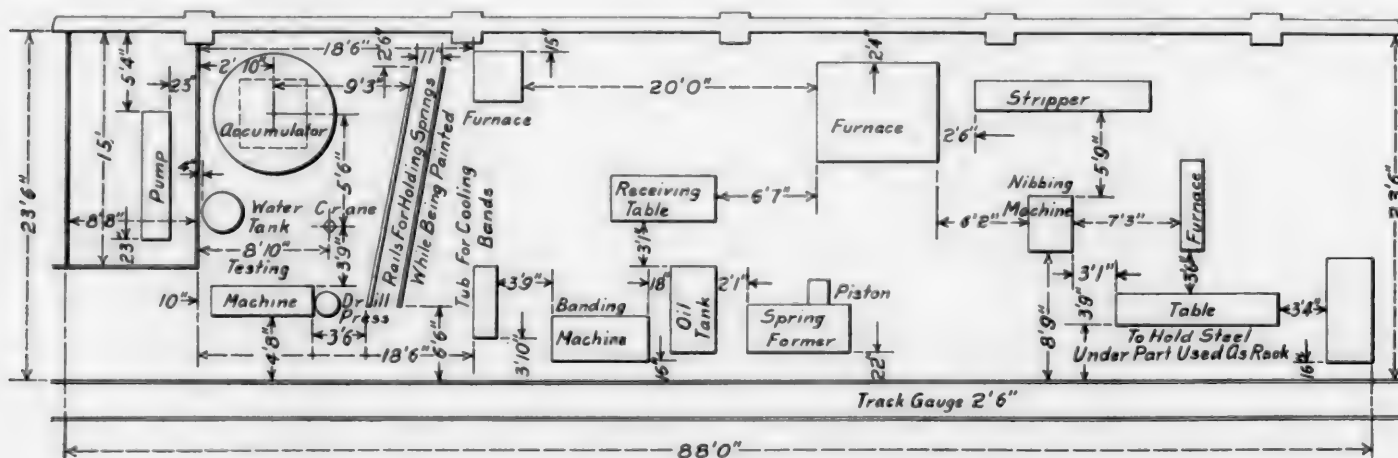 18'6"
2'6"
11"
15"
2'4"
5'4"
2'10"
23"
9'3"
20'0"
Stripper
Accumulator
Furnace
Furnace
2'6"
5'9"
15'
Pump
5'6"
Rails For Holding Springs
While Being Painted
Receiving
Table
6'7"
Nibbing
Machine
Furnace
23'6"
8'8"
Water
Tank
Crane
Tub For Cooling
Bands
6'2"
7'3"
23"
8'10"
3'9"
3'1"
Testing
Machine
10"
Drill
Press
3'9"
Banding
Machine
18"
Oil
Tank
2'1"
Piston
Spring
Former
8'9"
3'1"
3'9"
Table
3'4"
To Hold Steel
Under Part Used As Rack
4'8"
3'6"
18'6"
6'6"
3'10"
16"
22"
16"
Track Gauge 2'6"
88'0"